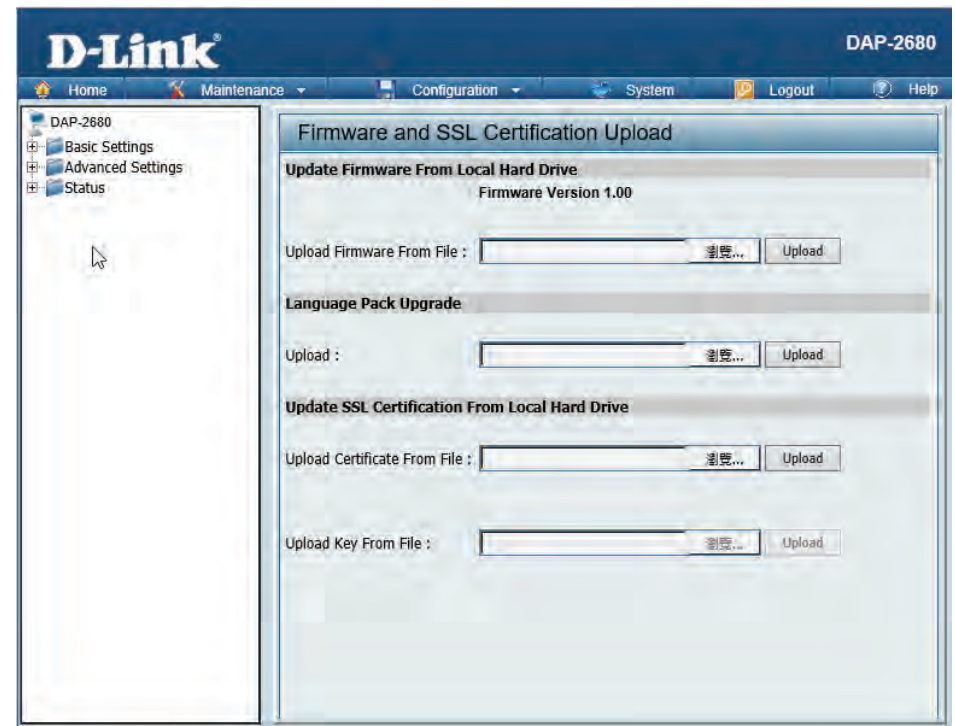 D-Link®
DAP-2680
Home Maintenance Configuration System Logout Help
DAP-2680
Basic Settings
Advanced Settings
Status
Firmware and SSL Certification Upload
Update Firmware From Local Hard Drive
Firmware Version 1.00
Upload Firmware From File : 瀏覽... Upload
Language Pack Upgrade
Upload : 瀏覽... Upload
Update SSL Certification From Local Hard Drive
Upload Certificate From File : 瀏覽... Upload
Upload Key From File : 瀏覽... Upload